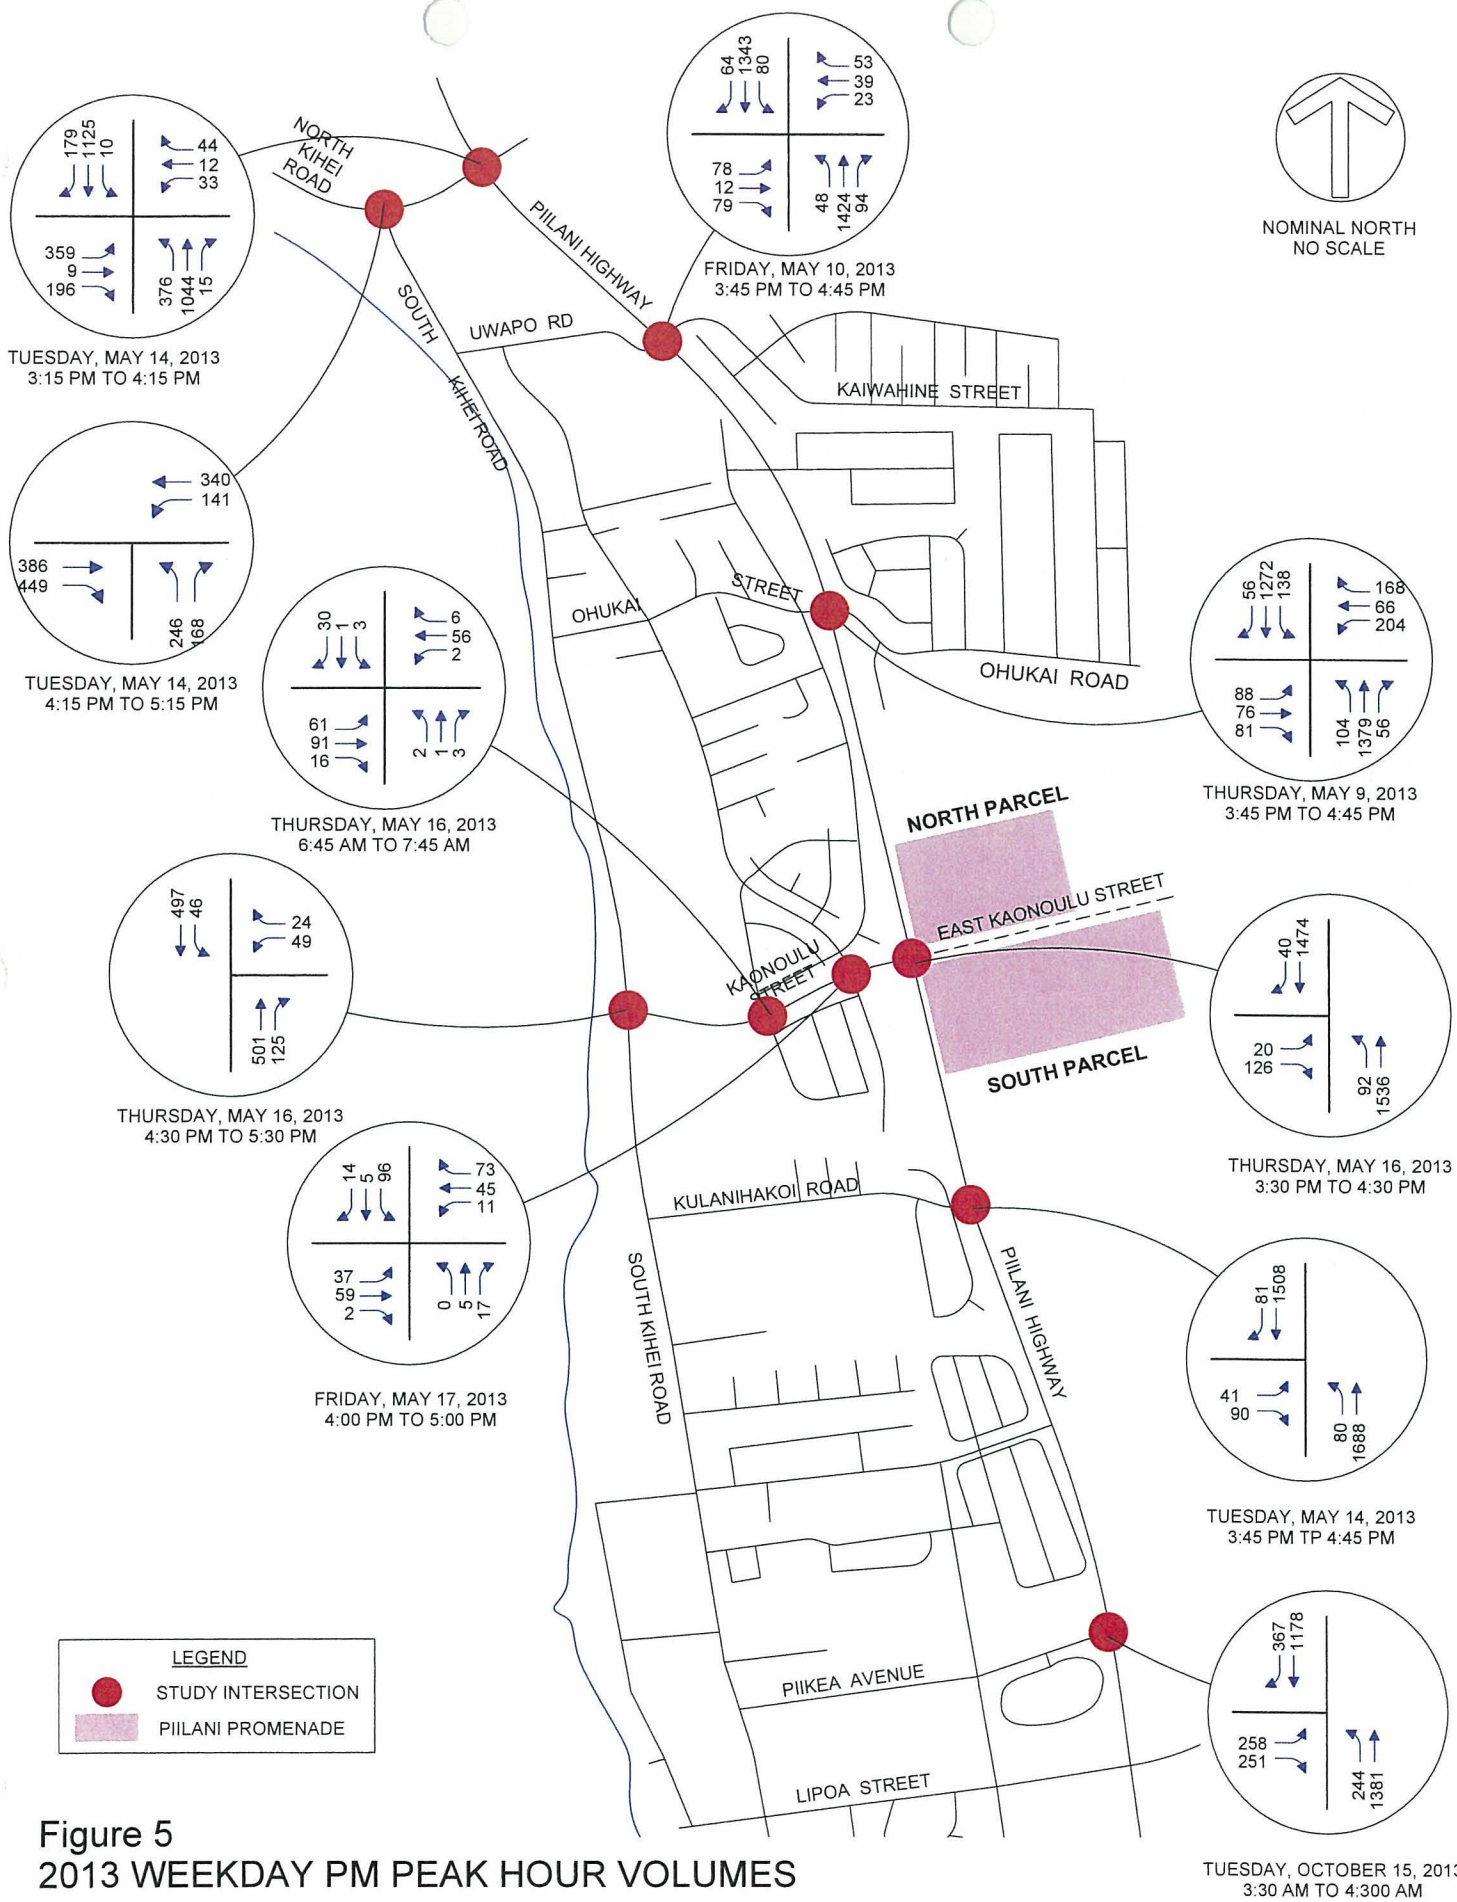 64
1343
80
53
39
23
78
12
79
48
1424
94
FRIDAY, MAY 10, 2013
3:45 PM TO 4:45 PM
NOMINAL NORTH
NO SCALE
179
1125
10
44
12
33
359
9
196
376
1044
15
TUESDAY, MAY 14, 2013
3:15 PM TO 4:15 PM
NORTH
KIHEI
ROAD
PIILANI HIGHWAY
SOUTH
KIHEI ROAD
UWAPO RD
KAIWAHINE STREET
340
141
386
449
246
168
TUESDAY, MAY 14, 2013
4:15 PM TO 5:15 PM
OHUKAI
STREET
OHUKAI ROAD
56
1272
138
168
66
204
88
76
81
104
1379
56
THURSDAY, MAY 9, 2013
3:45 PM TO 4:45 PM
30
1
3
6
56
2
61
91
16
2
1
3
THURSDAY, MAY 16, 2013
6:45 AM TO 7:45 AM
NORTH PARCEL
EAST KAONOULU STREET
SOUTH PARCEL
KAONOULU
STREET
497
46
24
49
501
125
THURSDAY, MAY 16, 2013
4:30 PM TO 5:30 PM
40
1474
20
126
92
1536
THURSDAY, MAY 16, 2013
3:30 PM TO 4:30 PM
14
5
96
73
45
11
37
59
2
0
5
17
FRIDAY, MAY 17, 2013
4:00 PM TO 5:00 PM
KULANIHAKOI ROAD
SOUTH KIHEI ROAD
PIILANI HIGHWAY
81
1508
41
90
80
1688
TUESDAY, MAY 14, 2013
3:45 PM TP 4:45 PM
PIIKEA AVENUE
LIPOA STREET
367
1178
258
251
244
1381
TUESDAY, OCTOBER 15, 2013
3:30 AM TO 4:300 AM
LEGEND
STUDY INTERSECTION
PIILANI PROMENADE
Figure 5
2013 WEEKDAY PM PEAK HOUR VOLUMES